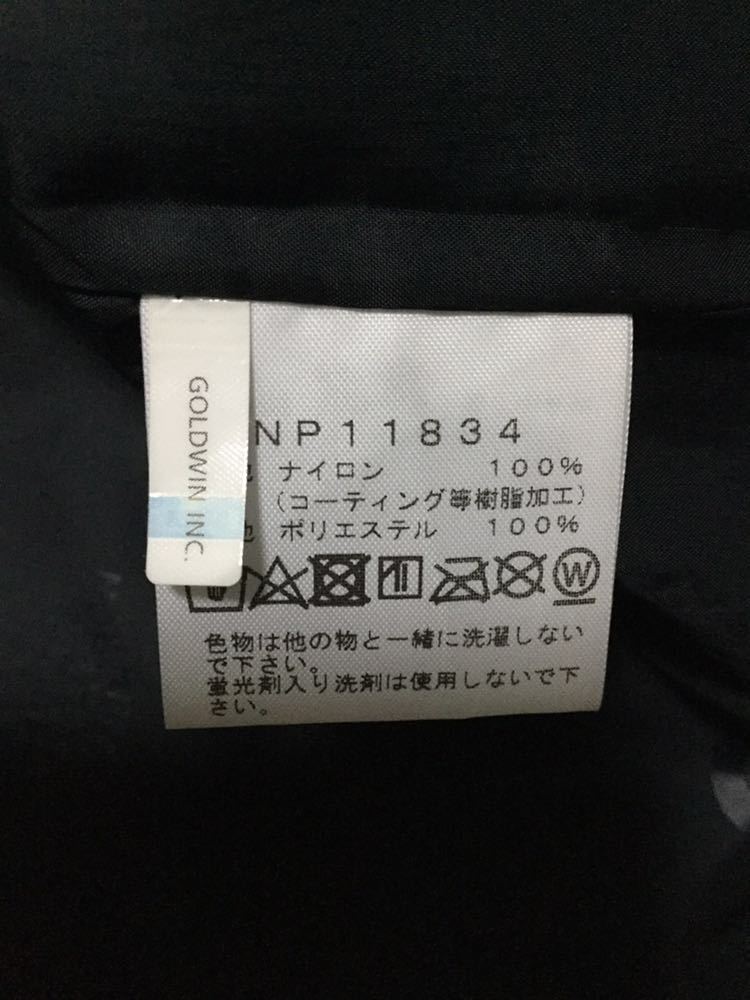 GOLDWIN INC.
NP11834
ナイロン 100%
(コーティング等樹脂加工)
ポリエステル 100%
W
色物は他の物と一緒に洗濯しない
で下さい。
蛍光剤入り洗剤は使用しないで下
さい。